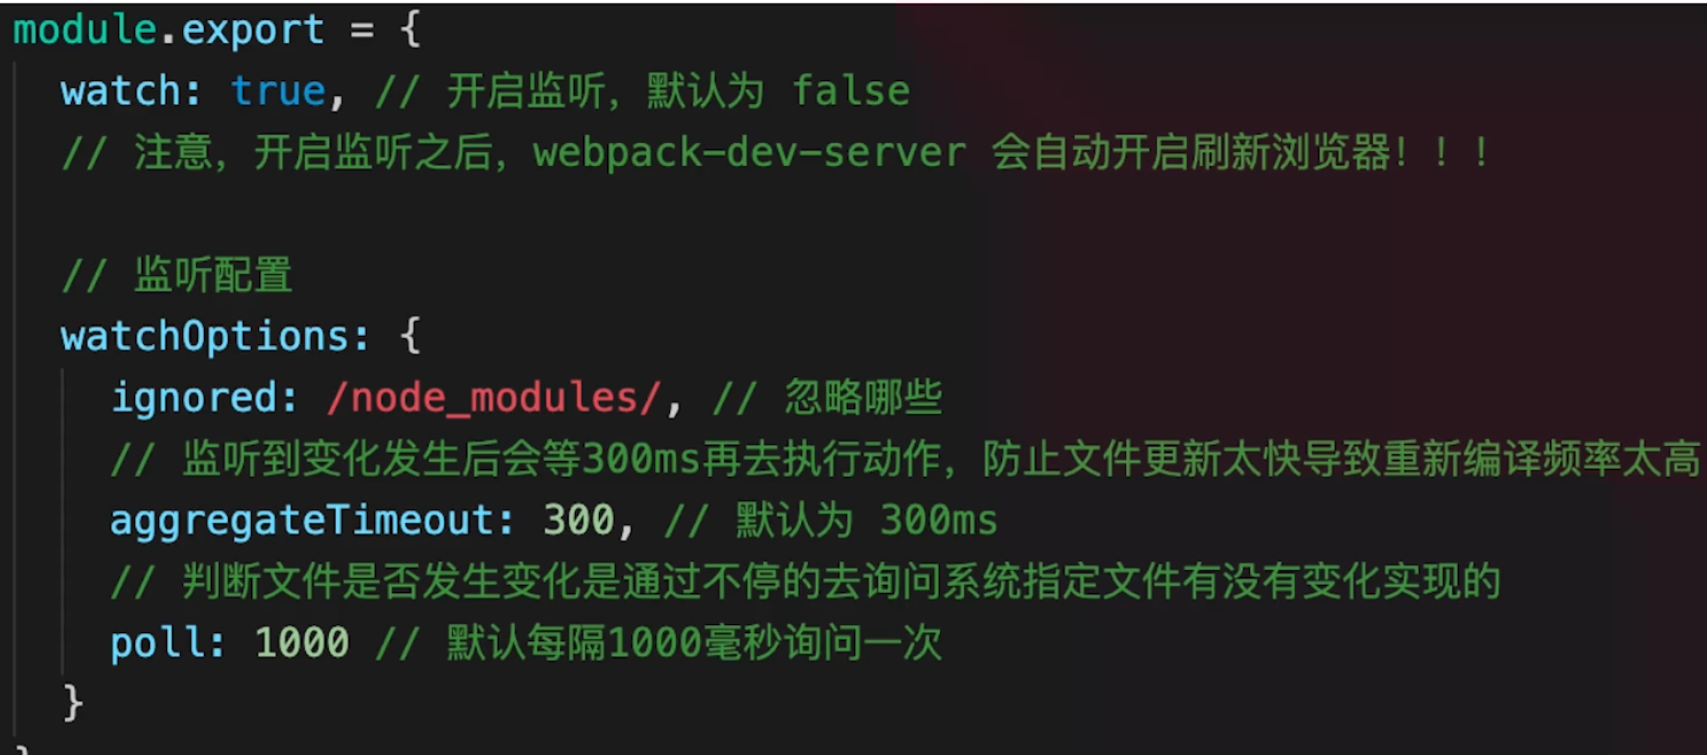 module.export = {
watch: true, // 开启监听，默认为 false
// 注意，开启监听之后，webpack-dev-server 会自动开启刷新浏览器！！！
// 监听配置
watchOptions: {
ignored: /node_modules/, // 忽略哪些
// 监听到变化发生后会等300ms再去执行动作，防止文件更新太快导致重新编译频率太高
aggregateTimeout: 300, // 默认为 300ms
// 判断文件是否发生变化是通过不停的去询问系统指定文件有没有变化实现的
poll: 1000 // 默认每隔1000毫秒询问一次
}
}